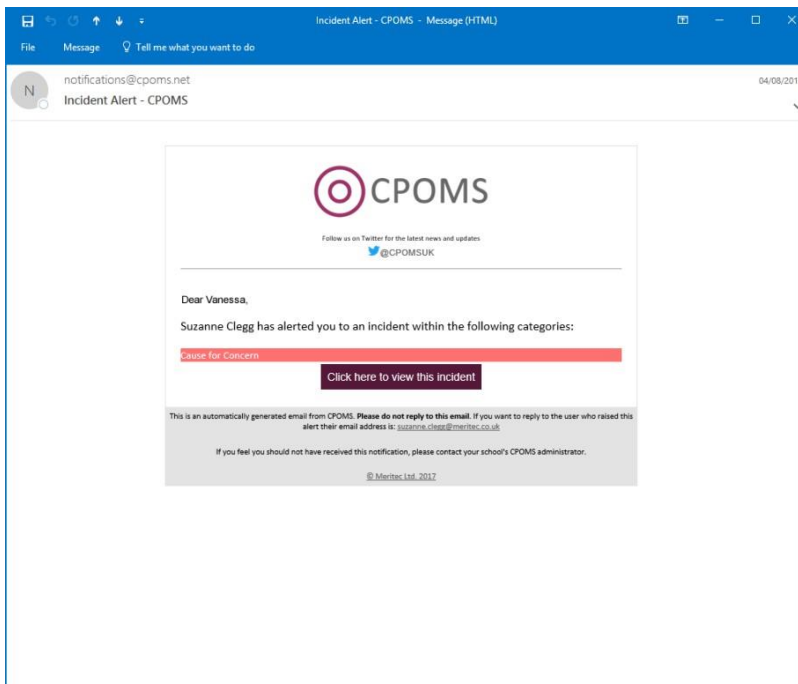 Incident Alert - CPOMS - Message (HTML)
File Message Tell me what you want to do
N
notifications@cpoms.net
04/08/201
Incident Alert - CPOMS
CPOMS
Follow us on Twitter for the latest news and updates
@CPOMSUK
Dear Vanessa,
Suzanne Clegg has alerted you to an incident within the following categories:
Cause for Concern
Click here to view this incident
This is an automatically generated email from CPOMS. Please do not reply to this email. If you want to reply to the user who raised this
alert their email address is: suzanne.clegg@meritec.co.uk
If you feel you should not have received this notification, please contact your school's CPOMS administrator.
© Meritec Ltd. 2017